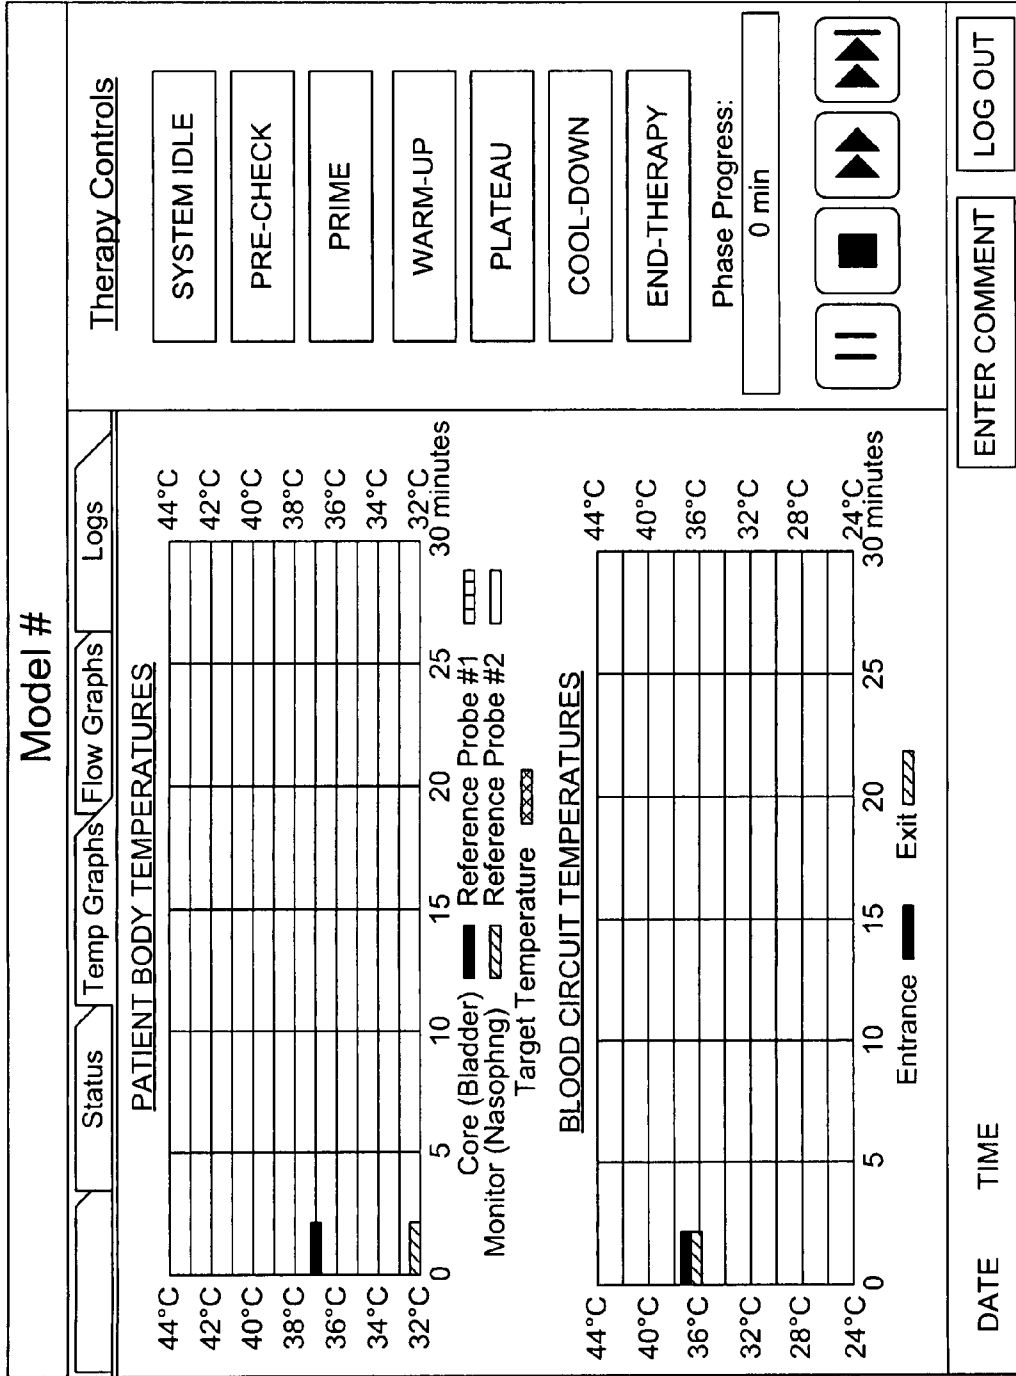 Model #
Status
Temp Graphs
Flow Graphs
Logs
PATIENT BODY TEMPERATURES
44°C 44°C
42°C 42°C
40°C 40°C
38°C 38°C
36°C 36°C
34°C 34°C
32°C 32°C
0 5 10 15 20 25 30 minutes
Core (Bladder) Reference Probe #1
Monitor (Nasophng) Reference Probe #2
Target Temperature
BLOOD CIRCUIT TEMPERATURES
44°C 44°C
40°C 40°C
36°C 36°C
32°C 32°C
28°C 28°C
24°C 24°C
0 5 10 15 20 25 30 minutes
Entrance Exit
Therapy Controls
SYSTEM IDLE
PRE-CHECK
PRIME
WARM-UP
PLATEAU
COOL-DOWN
END-THERAPY
Phase Progress:
0 min
DATE TIME
ENTER COMMENT
LOG OUT